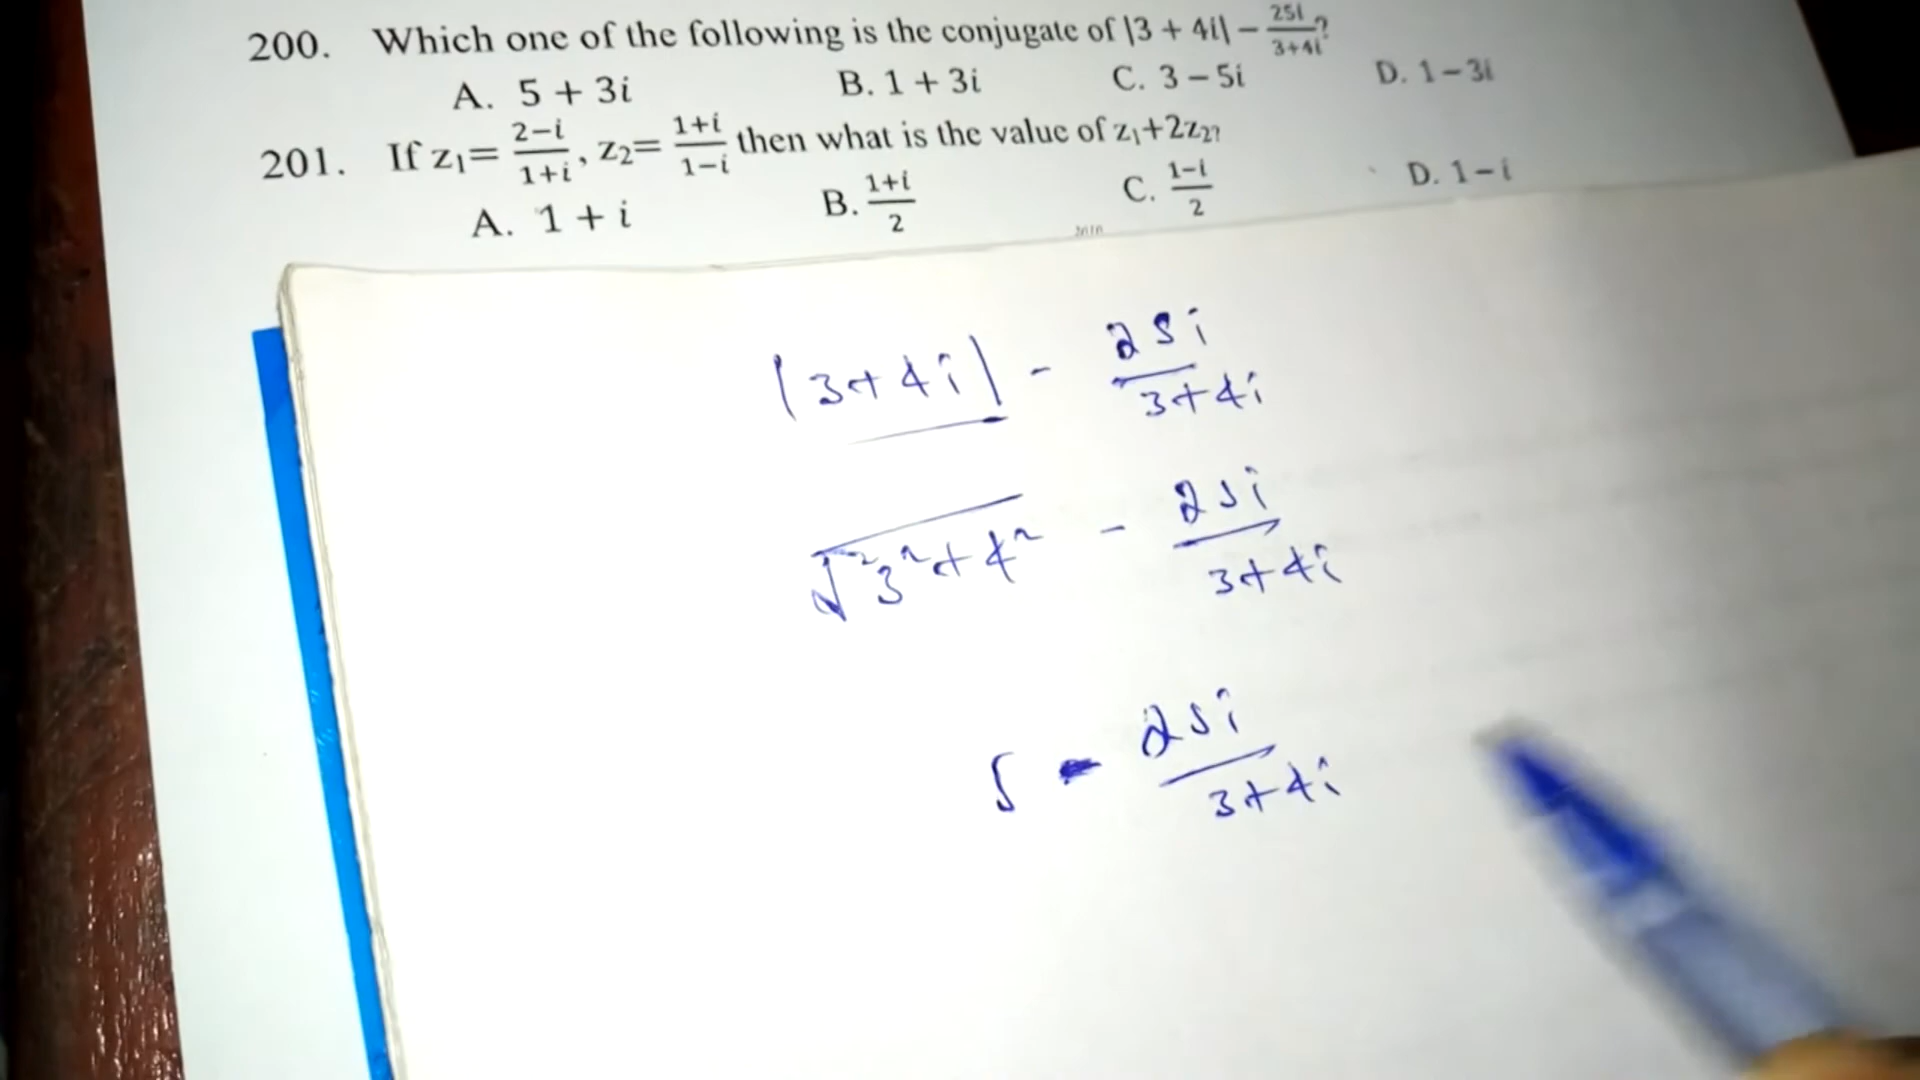 200. Which one of the following is the conjugate of |3 + 4i| − 25i/3+4i?
A. 5 + 3i B. 1 + 3i C. 3 − 5i D. 1 − 3i
201. If z₁= 2−i/1+i, z₂= 1+i/1−i then what is the value of z₁+2z₂?
A. 1 + i B. 1+i/2 C. 1−i/2 D. 1 − i
2010
|3+4i| - 25i/3+4i
√3²+4² - 25i/3+4i
5 - 25i/3+4i